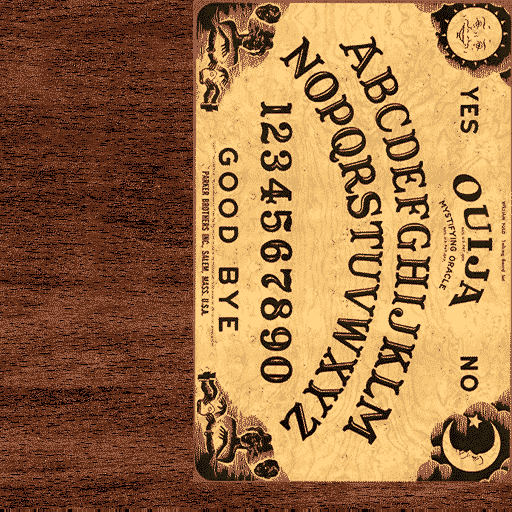 YES
OUIJA
NO
MYSTIFYING ORACLE
ABCDEFGHIJKLM
NOPQRSTUVWXYZ
1234567890
GOOD BYE
PARKER BROTHERS INC., SALEM, MASS. U.S.A.